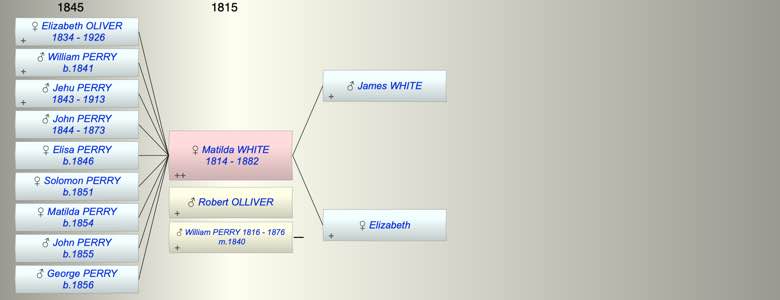 1845
1815
♀ Elizabeth OLIVER
1834 - 1926
+
♂ William PERRY
b.1841
+
♂ Jehu PERRY
1843 - 1913
+
♂ John PERRY
1844 - 1873
♀ Elisa PERRY
b.1846
♀ Solomon PERRY
b.1851
♀ Matilda PERRY
b.1854
♂ John PERRY
b.1855
♂ George PERRY
b.1856
♀ Matilda WHITE
1814 - 1882
++
♂ Robert OLLIVER
+
♂ William PERRY 1816 - 1876
m.1840
+
♂ James WHITE
+
♀ Elizabeth
+